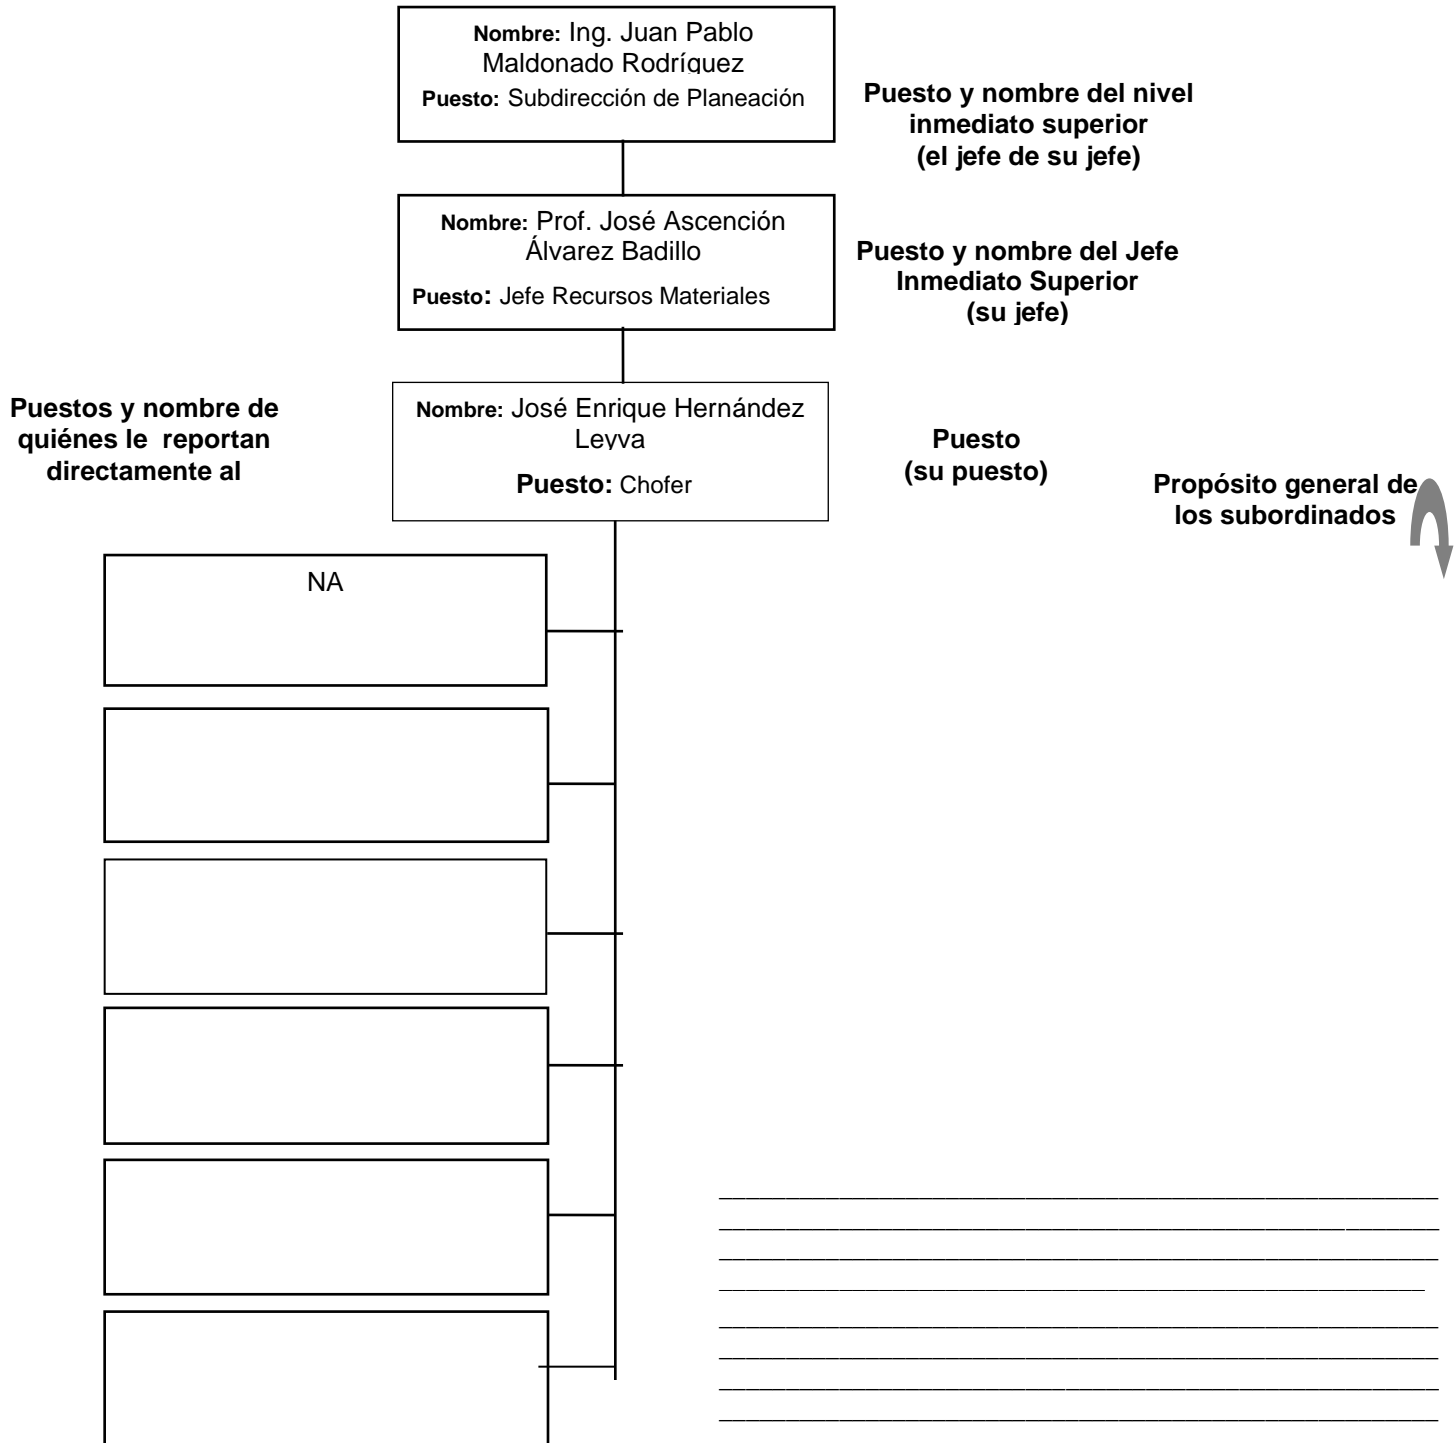 Nombre: Ing. Juan Pablo
Maldonado Rodríguez
Puesto: Subdirección de Planeación
Puesto y nombre del nivel
inmediato superior
(el jefe de su jefe)
Nombre: Prof. José Ascención
Álvarez Badillo
Puesto: Jefe Recursos Materiales
Puesto y nombre del Jefe
Inmediato Superior
(su jefe)
Puestos y nombre de
quiénes le reportan
directamente al
Nombre: José Enrique Hernández
Leyva
Puesto: Chofer
Puesto
(su puesto)
Propósito general de
los subordinados
NA